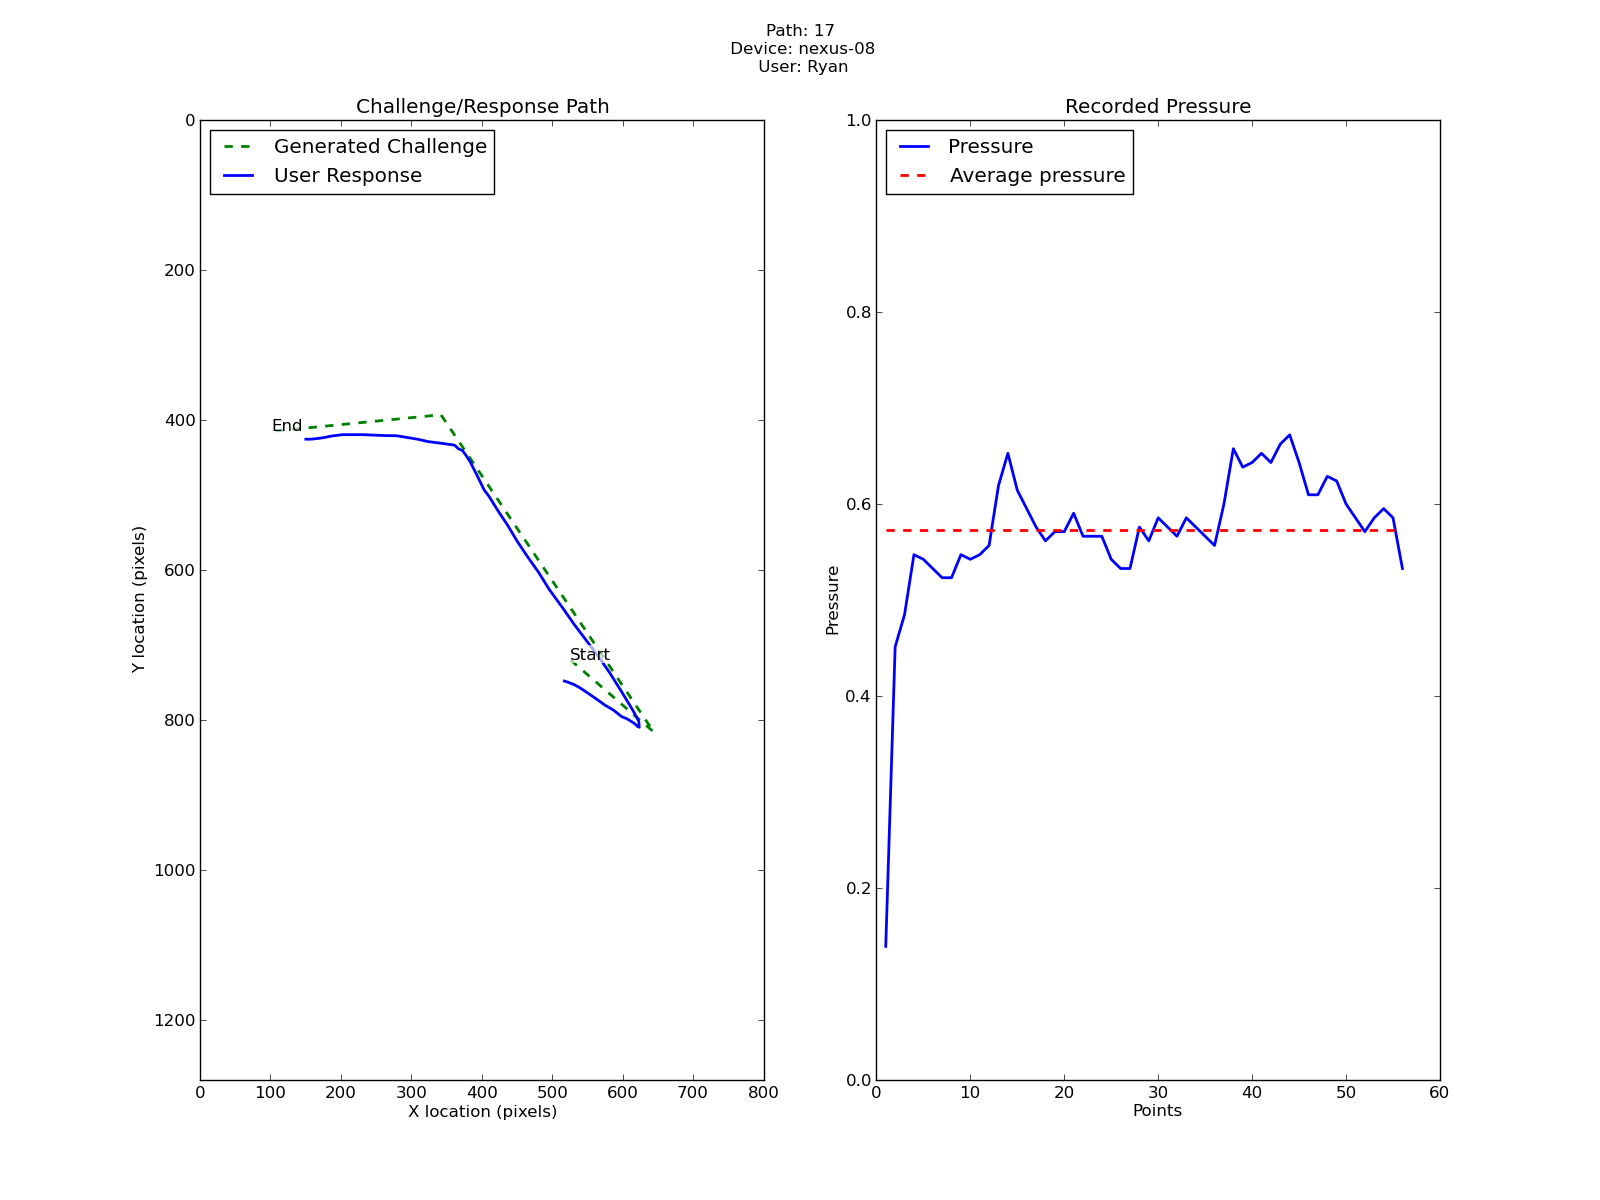 Path: 17
Device: nexus-08
User: Ryan
Challenge/Response Path
Generated Challenge
User Response
0
200
400
600
800
1000
1200
Y location (pixels)
End
Start
0 100 200 300 400 500 600 700 800
X location (pixels)
Recorded Pressure
Pressure
Average pressure
1.0
0.8
0.6
0.4
0.2
0.0
Pressure
0 10 20 30 40 50 60
Points